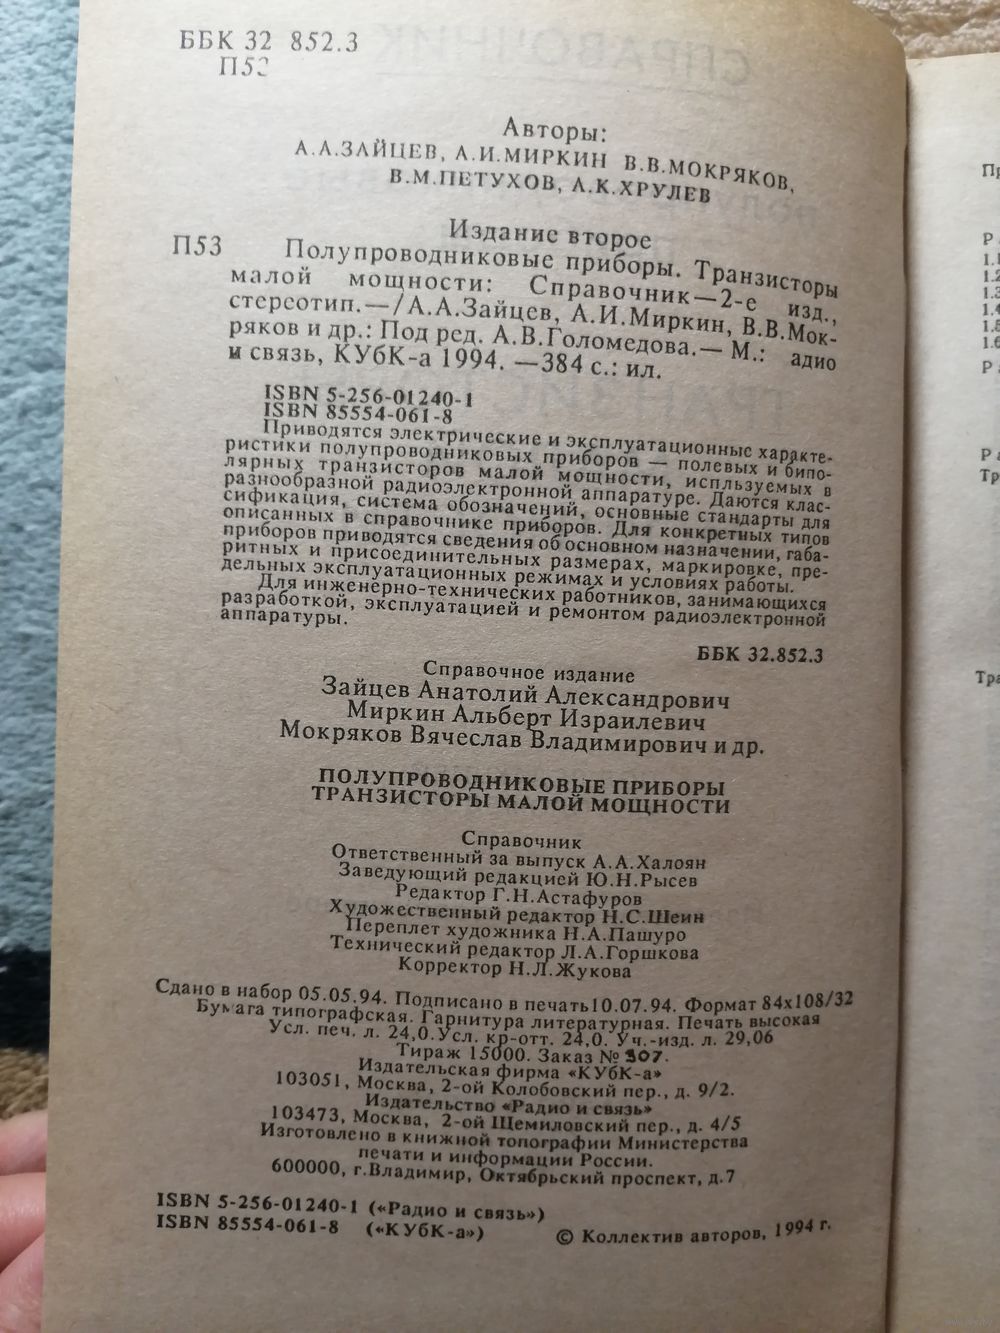 ББК 32 852.3
П53
Авторы:
А.А.ЗАЙЦЕВ, А.И.МИРКИН В.В.МОКРЯКОВ,
В.М.ПЕТУХОВ, А.К.ХРУЛЕВ
Издание второе
П53 Полупроводниковые приборы. Транзисторы
малой мощности: Справочник—2-е изд.,
стереотип.—/А.А.Зайцев, А.И.Миркин, В.В.Мок-
ряков и др.: Под ред. А.В.Голомедова.— М.: адио
и связь, КУбК-а 1994. —384 с.: ил.
ISBN 5-256-01240-1
ISBN 85554-061-8
Приводятся электрические и эксплуатационные характе-
ристики полупроводниковых приборов — полевых и бипо-
лярных транзисторов малой мощности, испльзуемых в
разнообразной радиоэлектронной аппаратуре. Даются клас-
сификация, система обозначений, основные стандарты для
описанных в справочнике приборов. Для конкретных типов
приборов приводятся сведения об основном назначении, габа-
ритных и присоединительных размерах, маркировке, пре-
дельных эксплуатационных режимах и условиях работы.
Для инженерно-технических работников, занимающихся
разработкой, эксплуатацией и ремонтом радиоэлектронной
аппаратуры.
ББК 32.852.3
Справочное издание
Зайцев Анатолий Александрович
Миркин Альберт Израилевич
Мокряков Вячеслав Владимирович и др.
ПОЛУПРОВОДНИКОВЫЕ ПРИБОРЫ
ТРАНЗИСТОРЫ МАЛОЙ МОЩНОСТИ
Справочник
Ответственный за выпуск А.А.Халоян
Заведующий редакцией Ю.Н.Рысев
Редактор Г.Н.Астафуров
Художественный редактор Н.С.Шеин
Переплет художника Н.А.Пашуро
Технический редактор Л.А.Горшкова
Корректор Н.Л.Жукова
Сдано в набор 05.05.94. Подписано в печать10.07.94. Формат 84х108/32
Бумага типографская. Гарнитура литературная. Печать высокая
Усл. печ. л. 24,0.Усл. кр-отт. 24,0. Уч.-изд. л. 29,06
Тираж 15000. Заказ № 307.
Издательская фирма «КУбК-а»
103051, Москва, 2-ой Колобовский пер., д. 9/2.
Издательство «Радио и связь»
103473, Москва, 2-ой Щемиловский пер., д. 4/5
Изготовлено в книжной топографии Министерства
печати и информации России.
600000, г.Владимир, Октябрьский проспект, д.7
ISBN 5-256-01240-1 («Радио и связь»)
ISBN 85554-061-8 («КУбК-а»)
© Коллектив авторов, 1994 г.
1.2
1.3
1.4
1.5
1.6